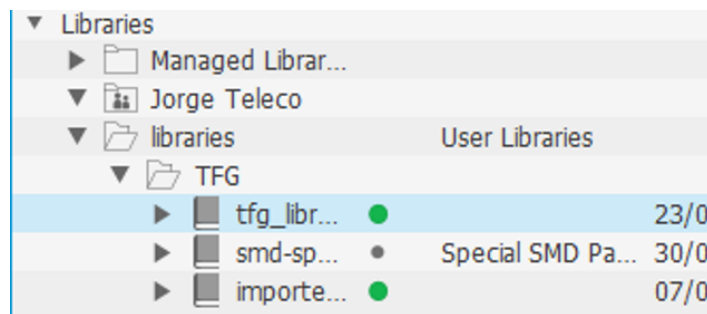 Libraries
Managed Librar...
Jorge Teleco
libraries User Libraries
TFG
tfg_libr... 23/0
smd-sp... Special SMD Pa... 30/0
importe... 07/0